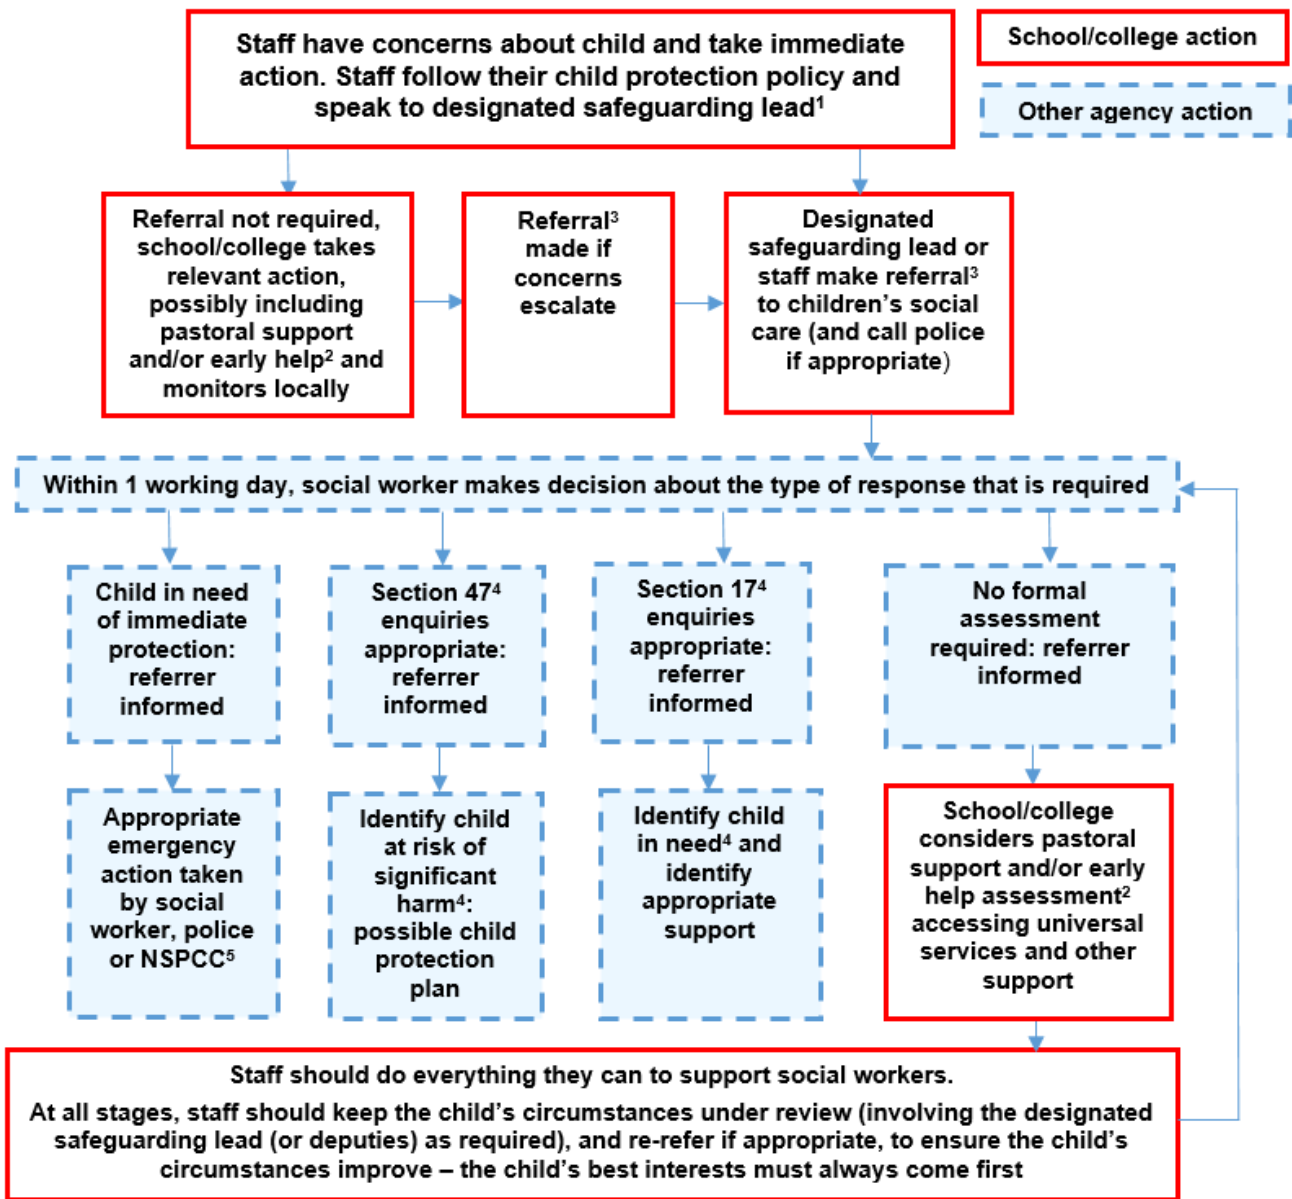 Staff have concerns about child and take immediate
action. Staff follow their child protection policy and
speak to designated safeguarding lead¹
School/college action
Other agency action
Referral not required,
school/college takes
relevant action,
possibly including
pastoral support
and/or early help² and
monitors locally
Referral³
made if
concerns
escalate
Designated
safeguarding lead or
staff make referral³
to children’s social
care (and call police
if appropriate)
Within 1 working day, social worker makes decision about the type of response that is required
Child in need
of immediate
protection:
referrer
informed
Section 47⁴
enquiries
appropriate:
referrer
informed
Section 17⁴
enquiries
appropriate:
referrer
informed
No formal
assessment
required: referrer
informed
Appropriate
emergency
action taken
by social
worker, police
or NSPCC⁵
Identify child
at risk of
significant
harm⁴:
possible child
protection
plan
Identify child
in need⁴ and
identify
appropriate
support
School/college
considers pastoral
support and/or early
help assessment²
accessing universal
services and other
support
Staff should do everything they can to support social workers.
At all stages, staff should keep the child’s circumstances under review (involving the designated
safeguarding lead (or deputies) as required), and re-refer if appropriate, to ensure the child’s
circumstances improve – the child’s best interests must always come first